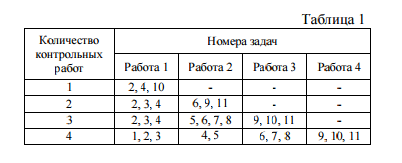 Таблица 1
Количество контрольных работ
Номера задач
Работа 1 Работа 2 Работа 3 Работа 4
1 2, 4, 10 - - -
2 2, 3, 4 6, 9, 11 - -
3 2, 3, 4 5, 6, 7, 8 9, 10, 11 -
4 1, 2, 3 4, 5 6, 7, 8 9, 10, 11